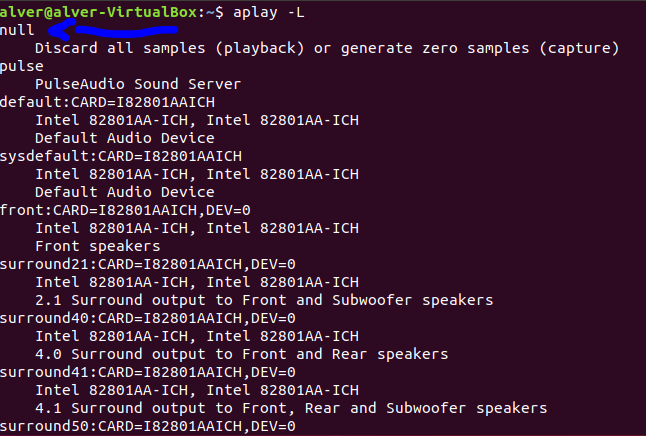 alver@alver-VirtualBox:~$ aplay -L
null
    Discard all samples (playback) or generate zero samples (capture)
pulse
    PulseAudio Sound Server
default:CARD=I82801AAICH
    Intel 82801AA-ICH, Intel 82801AA-ICH
    Default Audio Device
sysdefault:CARD=I82801AAICH
    Intel 82801AA-ICH, Intel 82801AA-ICH
    Default Audio Device
front:CARD=I82801AAICH,DEV=0
    Intel 82801AA-ICH, Intel 82801AA-ICH
    Front speakers
surround21:CARD=I82801AAICH,DEV=0
    Intel 82801AA-ICH, Intel 82801AA-ICH
    2.1 Surround output to Front and Subwoofer speakers
surround40:CARD=I82801AAICH,DEV=0
    Intel 82801AA-ICH, Intel 82801AA-ICH
    4.0 Surround output to Front and Rear speakers
surround41:CARD=I82801AAICH,DEV=0
    Intel 82801AA-ICH, Intel 82801AA-ICH
    4.1 Surround output to Front, Rear and Subwoofer speakers
surround50:CARD=I82801AAICH,DEV=0